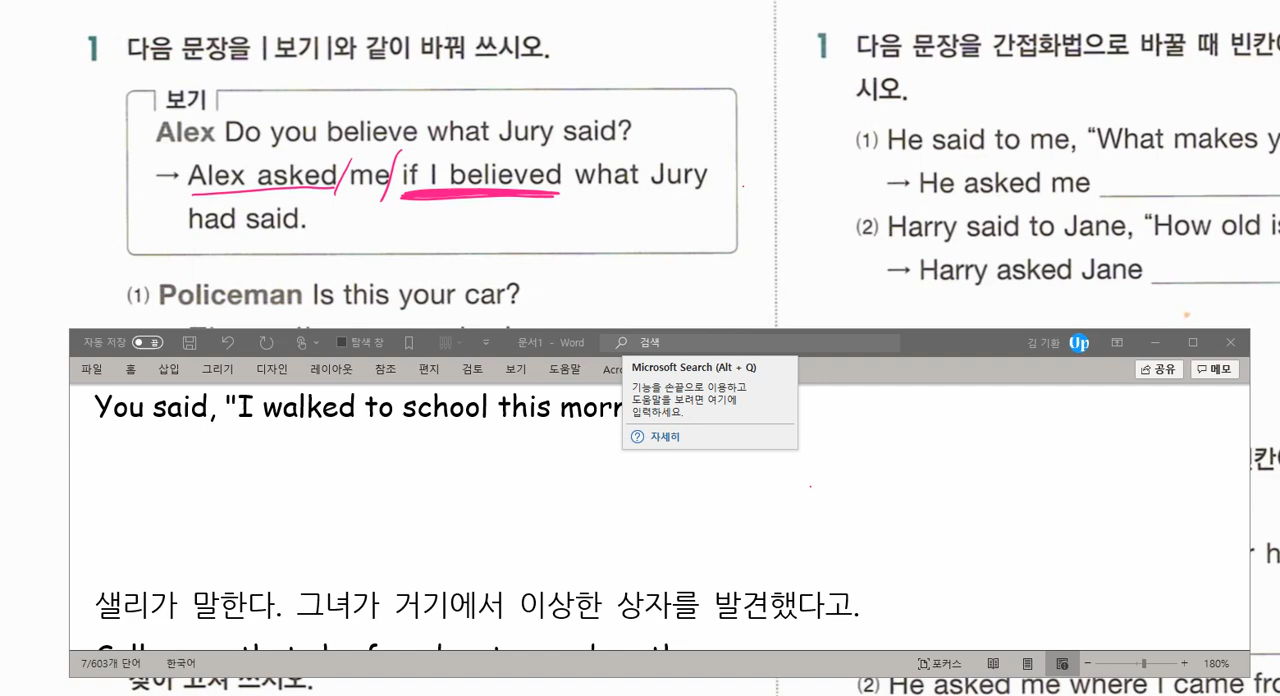 1 다음 문장을 | 보기 |와 같이 바꿔 쓰시오.
보기
Alex Do you believe what Jury said?
→ Alex asked me if I believed what Jury
had said.
(1) Policeman Is this your car?
1 다음 문장을 간접화법으로 바꿀 때 빈칸
시오.
(1) He said to me, “What makes y
→ He asked me
(2) Harry said to Jane, “How old is
→ Harry asked Jane
자동 저장 끔 탐색 창 문서1 - Word 검색 김 기환 Up
파일 홈 삽입 그리기 디자인 레이아웃 참조 편지 검토 보기 도움말 Acro 공유 메모
Microsoft Search (Alt + Q)
기능을 손끝으로 이용하고
도움말을 보려면 여기에
입력하세요.
자세히
You said, "I walked to school this morn
샐리가 말한다. 그녀가 거기에서 이상한 상자를 발견했다고.
7/603개 단어 한국어 포커스 180%
고쳐 쓰시오.
(2) He asked me where I came fro